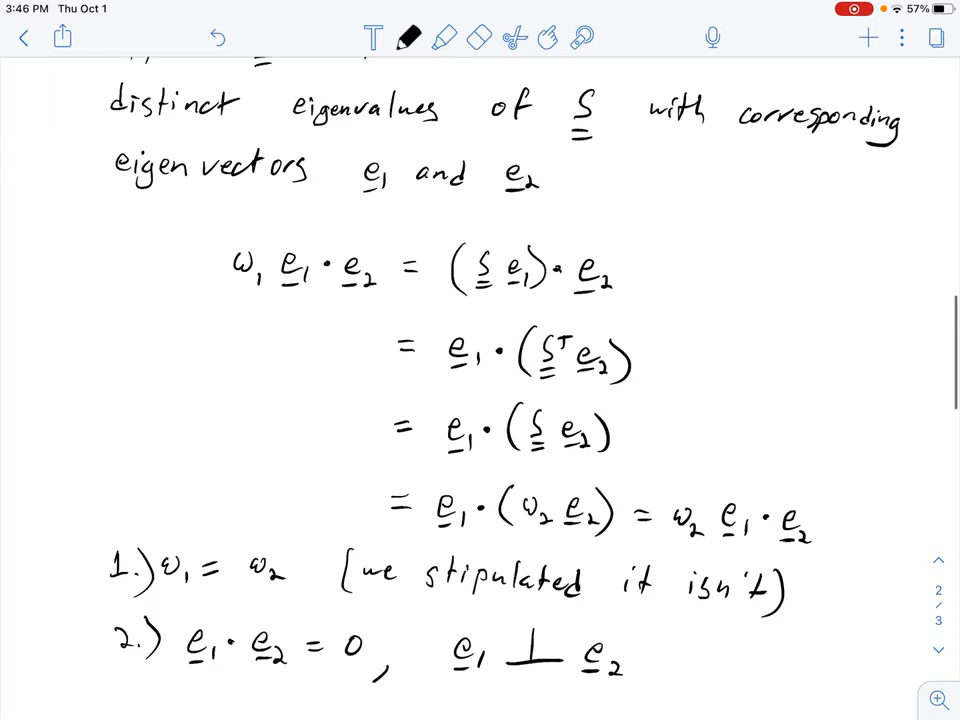 3:46 PM Thu Oct 1 57%
distinct eigenvalues of S with corresponding
eigenvectors e₁ and e₂
ω₁ e₁ · e₂ = (S e₁) · e₂
= e₁ · (Sᵀ e₂)
= e₁ · (S e₂)
= e₁ · (ω₂ e₂) = ω₂ e₁ · e₂
1.) ω₁ = ω₂ (we stipulated it isn't)
2.) e₁ · e₂ = 0, e₁ ⊥ e₂
2
/
3